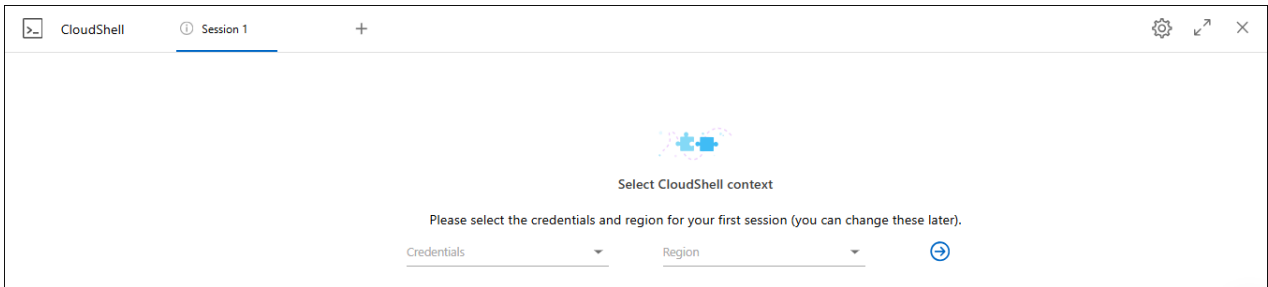 CloudShell
Session 1
Select CloudShell context
Please select the credentials and region for your first session (you can change these later).
Credentials
Region